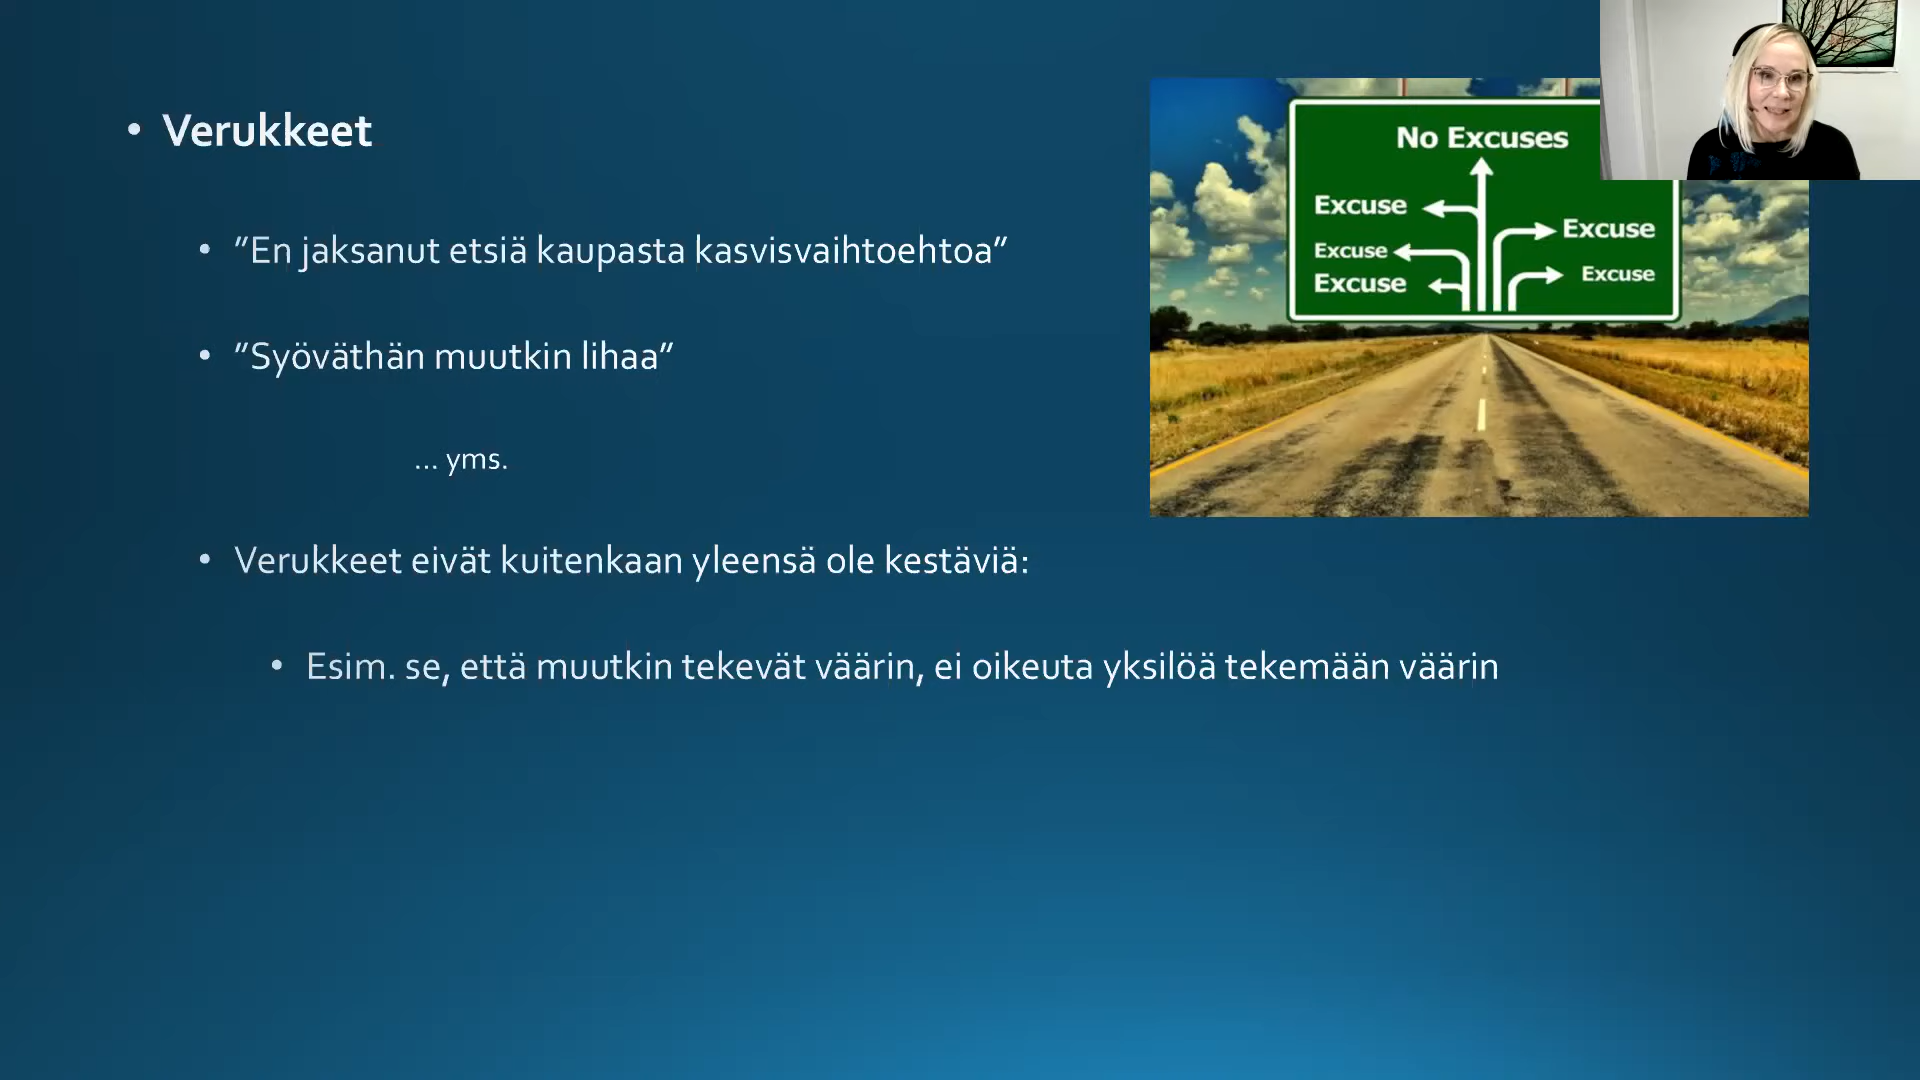 Verukkeet
”En jaksanut etsiä kaupasta kasvisvaihtoehtoa”
”Syöväthän muutkin lihaa”
... yms.
Verukkeet eivät kuitenkaan yleensä ole kestäviä:
Esim. se, että muutkin tekevät väärin, ei oikeuta yksilöä tekemään väärin
No Excuses
Excuse
Excuse
Excuse
Excuse
Excuse